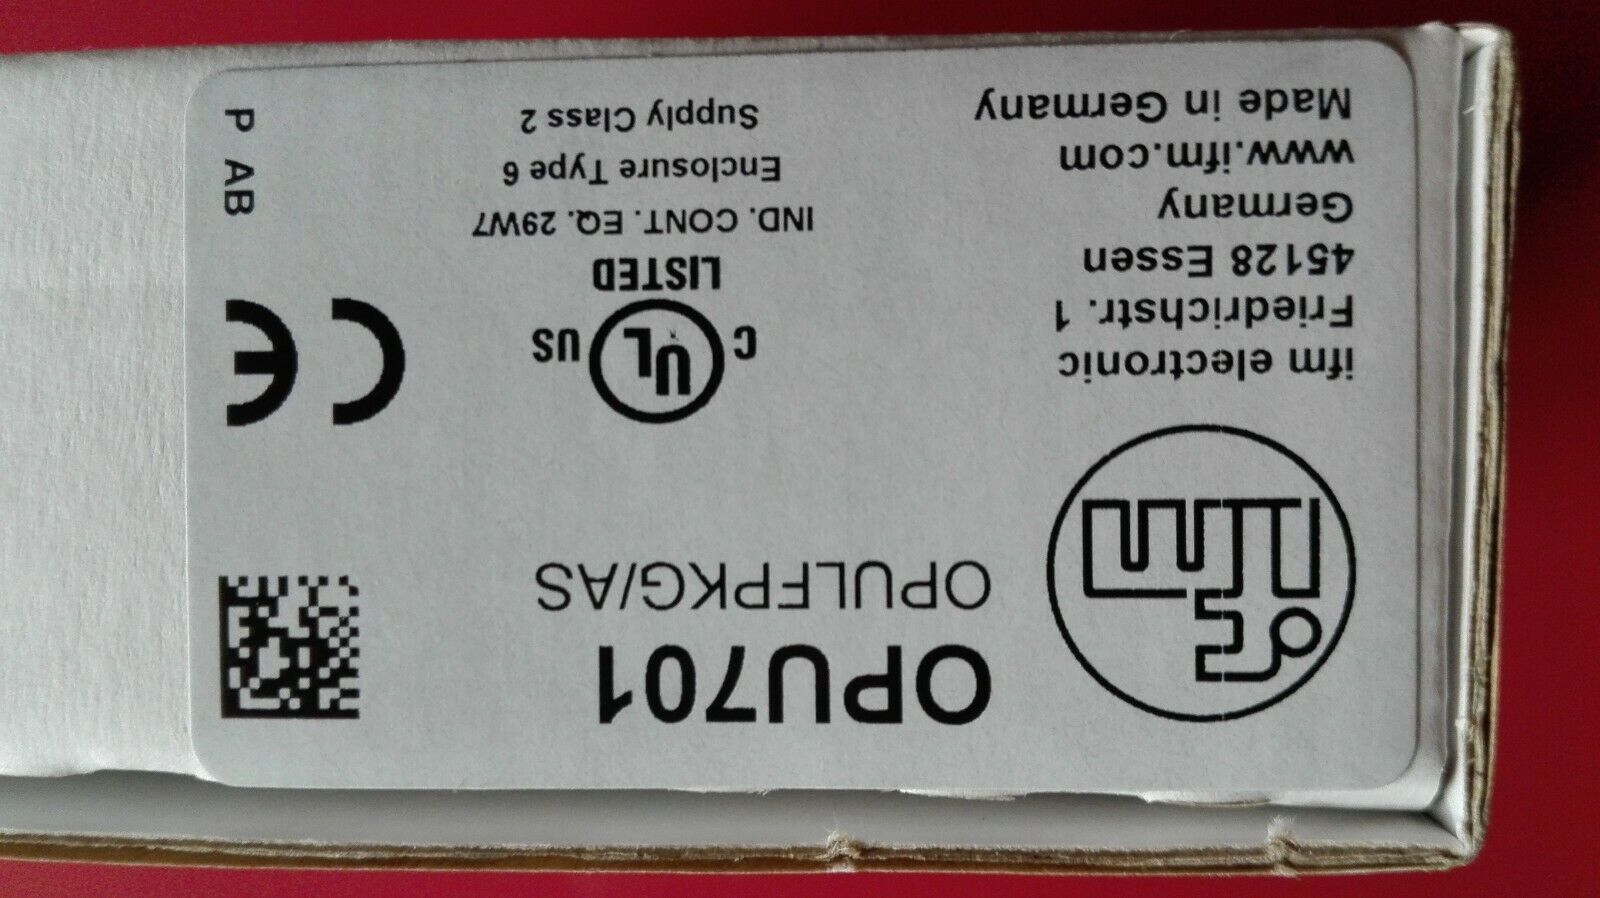 ifm
OPU701
OPULFPKG/AS
ifm electronic
Friedrichstr. 1
45128 Essen
Germany
www.ifm.com
Made in Germany
C UL US
LISTED
IND. CONT. EQ. 29W7
Enclosure Type 6
Supply Class 2
CE
P AB